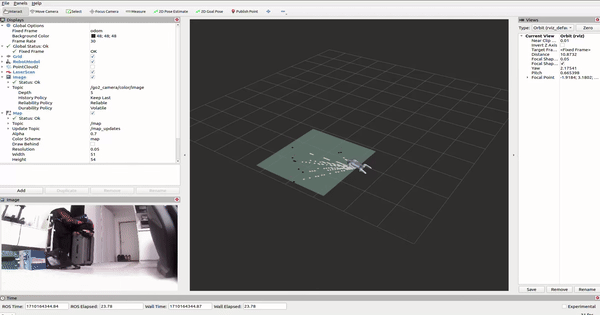 File Panels Help
Interact Move Camera Select Focus Camera Measure 2D Pose Estimate 2D Goal Pose Publish Point
Displays
Global Options
Fixed Frame odom
Background Color 48; 48; 48
Frame Rate 30
Global Status: Ok
Fixed Frame OK
Grid
RobotModel
PointCloud2
LaserScan
Image
Status: Ok
Topic /go2_camera/color/image
Depth 5
History Policy Keep Last
Reliability Policy Reliable
Durability Policy Volatile
Map
Status: Ok
Topic /map
Update Topic /map_updates
Alpha 0.7
Color Scheme map
Draw Behind
Resolution 0.05
Width 51
Height 54
Add Duplicate Remove Rename
Image
Views
Type: Orbit (rviz_defau Zero
Current View Orbit (rviz)
Near Clip ... 0.01
Invert Z Axis
Target Fra... <Fixed Frame>
Distance 10.8732
Focal Shap... 0.05
Focal Shap...
Yaw 2.17541
Pitch 0.665398
Focal Point -1.9184; 3.1802; ...
Save Remove Rename
Time
ROS Time: 1710164344.84 ROS Elapsed: 23.78 Wall Time: 1710164344.87 Wall Elapsed: 23.78 Experimental